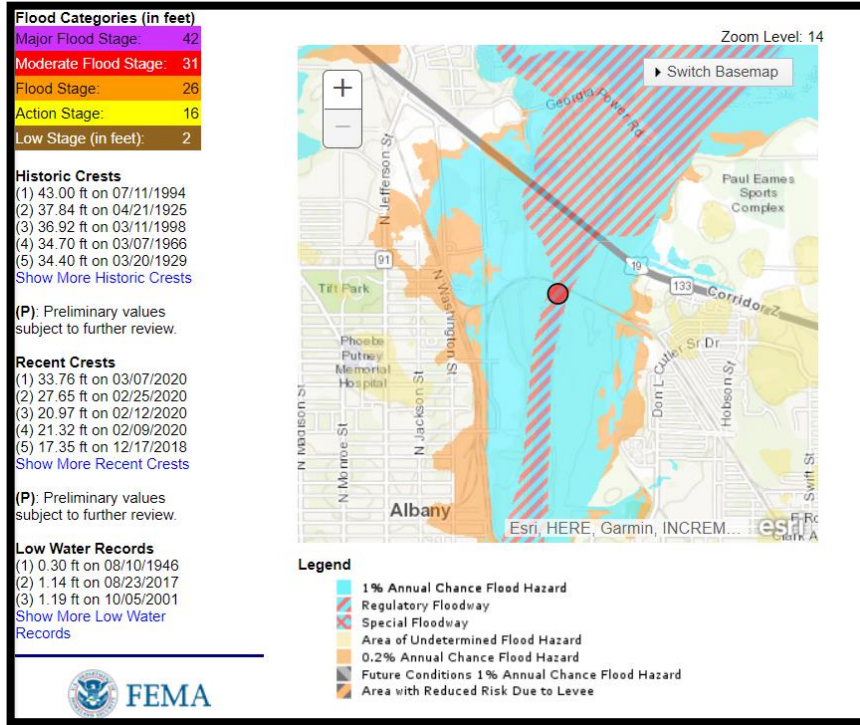 Flood Categories (in feet)
Major Flood Stage: 42
Moderate Flood Stage: 31
Flood Stage: 26
Action Stage: 16
Low Stage (in feet): 2
Historic Crests
(1) 43.00 ft on 07/11/1994
(2) 37.84 ft on 04/21/1925
(3) 36.92 ft on 03/11/1998
(4) 34.70 ft on 03/07/1966
(5) 34.40 ft on 03/20/1929
Show More Historic Crests
(P): Preliminary values
subject to further review.
Recent Crests
(1) 33.76 ft on 03/07/2020
(2) 27.65 ft on 02/25/2020
(3) 20.97 ft on 02/12/2020
(4) 21.32 ft on 02/09/2020
(5) 17.35 ft on 12/17/2018
Show More Recent Crests
(P): Preliminary values
subject to further review.
Low Water Records
(1) 0.30 ft on 08/10/1946
(2) 1.14 ft on 08/23/2017
(3) 1.19 ft on 10/05/2001
Show More Low Water
Records
FEMA
Zoom Level: 14
+
−
Switch Basemap
Georgia Power Rd
N Jefferson St
Paul Eames
Sports
Complex
91
19
133
Corridor Z
N Washington St
Tift Park
Phoebe
Putney
Memorial
Hospital
Don L Cutler Sr Dr
Hobson St
N Madison St
N Monroe St
N Jackson St
Swift St
Albany
Esri, HERE, Garmin, INCREM...
esri
Legend
1% Annual Chance Flood Hazard
Regulatory Floodway
Special Floodway
Area of Undetermined Flood Hazard
0.2% Annual Chance Flood Hazard
Future Conditions 1% Annual Chance Flood Hazard
Area with Reduced Risk Due to Levee